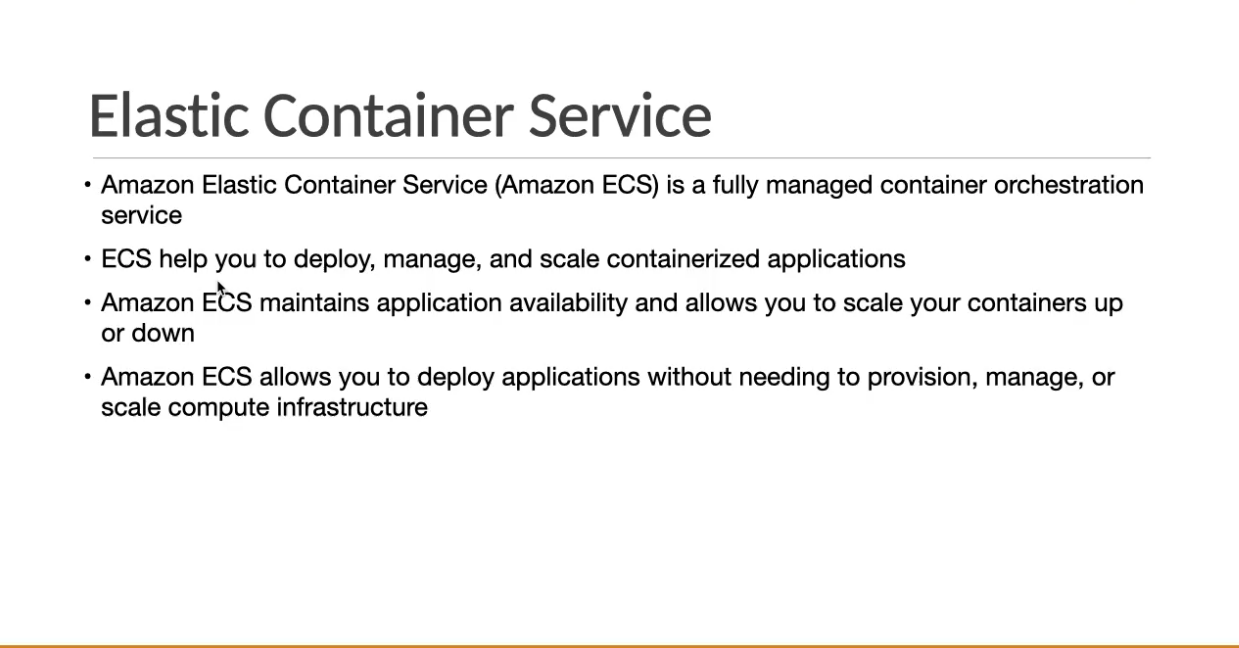 Elastic Container Service
• Amazon Elastic Container Service (Amazon ECS) is a fully managed container orchestration
service
• ECS help you to deploy, manage, and scale containerized applications
• Amazon ECS maintains application availability and allows you to scale your containers up
or down
• Amazon ECS allows you to deploy applications without needing to provision, manage, or
scale compute infrastructure